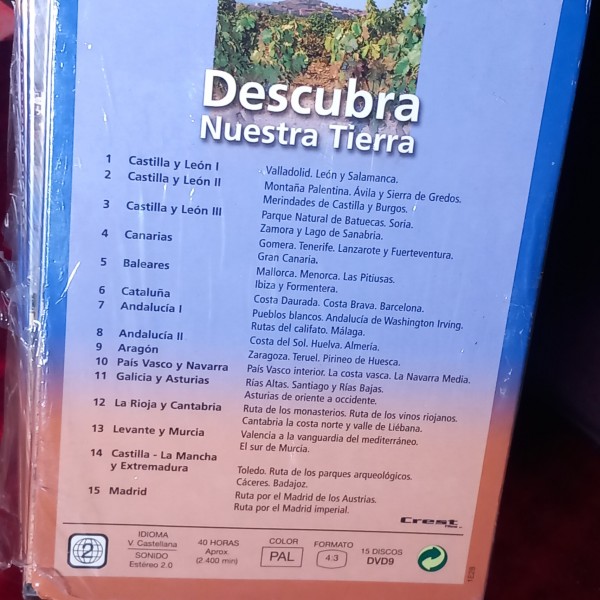 Descubra
Nuestra Tierra
1 Castilla y León I Valladolid. León y Salamanca.
2 Castilla y León II Montaña Palentina. Ávila y Sierra de Gredos.
Merindades de Castilla y Burgos.
3 Castilla y León III Parque Natural de Batuecas. Soria.
Zamora y Lago de Sanabria.
4 Canarias Gomera. Tenerife. Lanzarote y Fuerteventura.
Gran Canaria.
5 Baleares Mallorca. Menorca. Las Pitiusas.
Ibiza y Formentera.
6 Cataluña Costa Daurada. Costa Brava. Barcelona.
7 Andalucía I Pueblos blancos. Andalucía de Washington Irving.
Rutas del califato. Málaga.
8 Andalucía II Costa del Sol. Huelva. Almería.
9 Aragón Zaragoza. Teruel. Pirineo de Huesca.
10 País Vasco y Navarra País Vasco interior. La costa vasca. La Navarra Media.
11 Galicia y Asturias Rías Altas. Santiago y Rías Bajas.
Asturias de oriente a occidente.
12 La Rioja y Cantabria Ruta de los monasterios. Ruta de los vinos riojanos.
Cantabria la costa norte y valle de Liébana.
13 Levante y Murcia Valencia a la vanguardia del mediterráneo.
El sur de Murcia.
14 Castilla - La Mancha
y Extremadura Toledo. Ruta de los parques arqueológicos.
Cáceres. Badajoz.
15 Madrid Ruta por el Madrid de los Austrias.
Ruta por el Madrid imperial.
Crest
2
IDIOMA
V. Castellana
SONIDO
Estéreo 2.0
40 HORAS
Aprox.
(2.400 min)
COLOR
PAL
FORMATO
4:3
15 DISCOS
DVD9